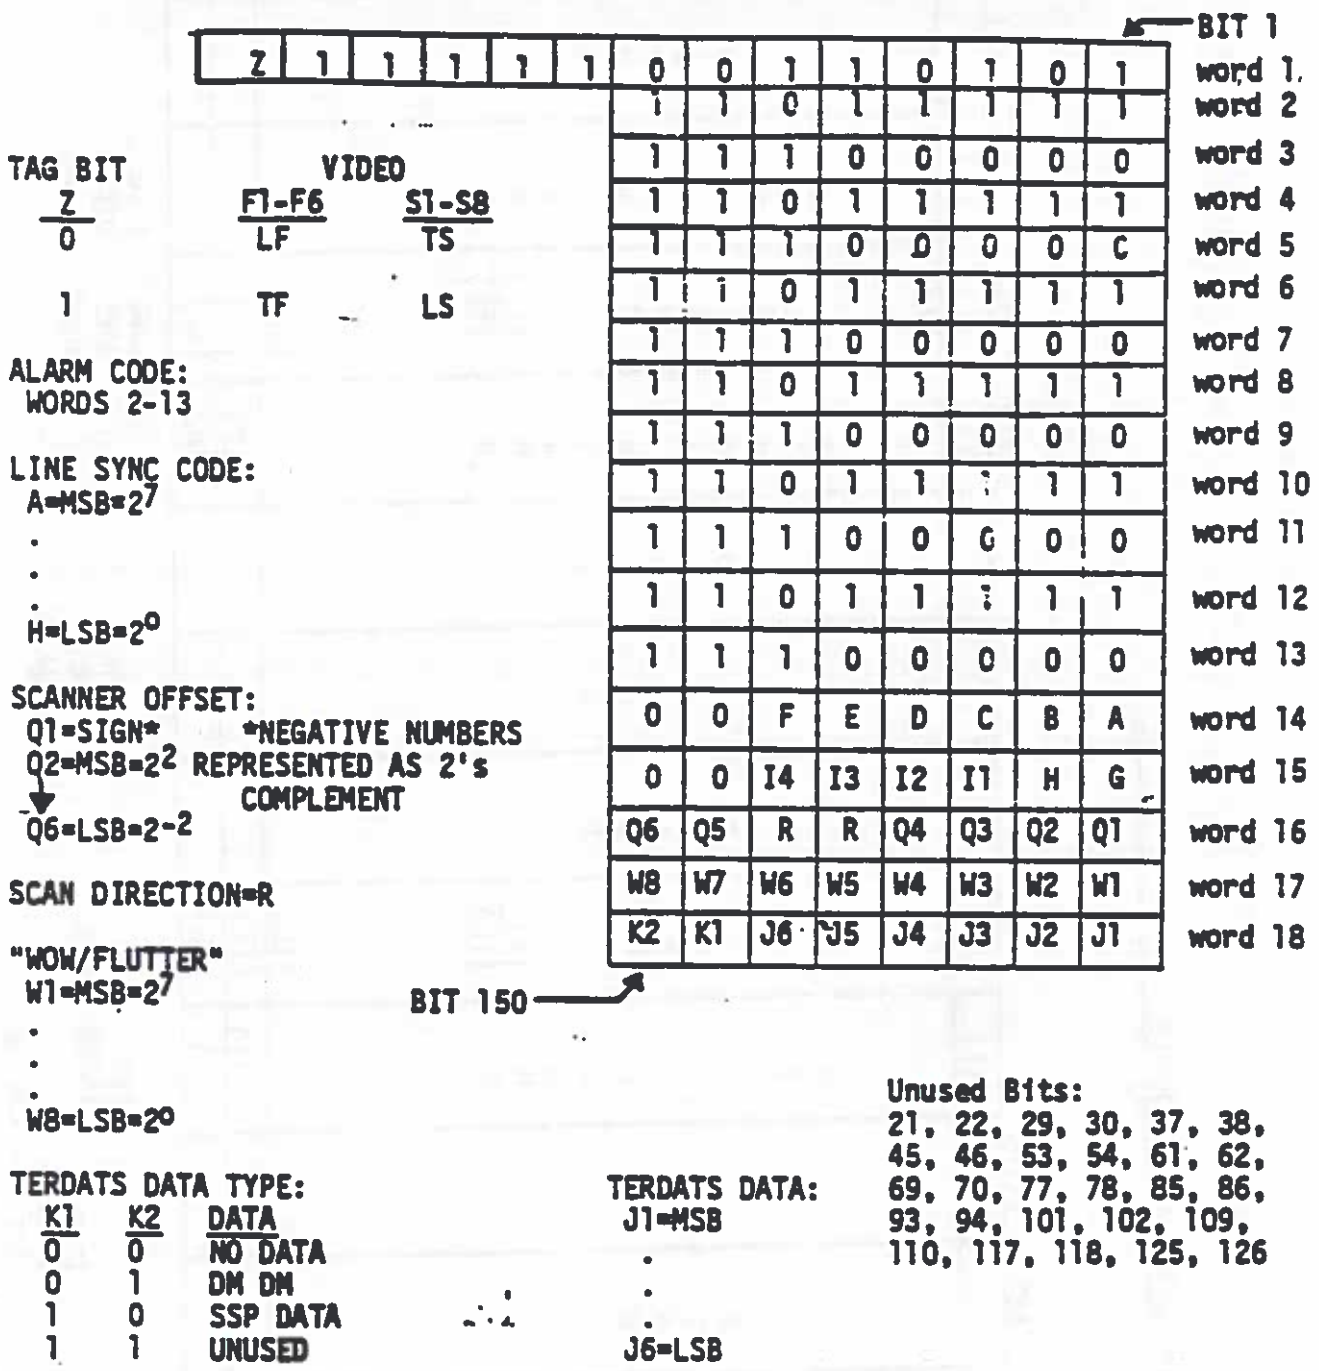 BIT 1
Z 1 1 1 1 1 0 0 1 1 0 1 0 1 word 1.
1 1 0 1 1 1 1 1 word 2
1 1 1 0 0 0 0 0 word 3
1 1 0 1 1 1 1 1 word 4
1 1 1 0 0 0 0 C word 5
1 1 0 1 1 1 1 1 word 6
1 1 1 0 0 0 0 0 word 7
1 1 0 1 1 1 1 1 word 8
1 1 1 0 0 0 0 0 word 9
1 1 0 1 1 1 1 word 10
1 1 1 0 0 G 0 0 word 11
1 1 0 1 1 1 1 word 12
1 1 1 0 0 0 0 0 word 13
0 0 F E D C B A word 14
0 0 I4 I3 I2 I1 H G word 15
Q6 Q5 R R Q4 Q3 Q2 Q1 word 16
W8 W7 W6 W5 W4 W3 W2 W1 word 17
K2 K1 J6 J5 J4 J3 J2 J1 word 18
BIT 150
TAG BIT VIDEO
Z F1-F6 S1-S8
0 LF TS
1 TF LS
ALARM CODE:
WORDS 2-13
LINE SYNC CODE:
A=MSB=2⁷
.
.
.
H=LSB=2⁰
SCANNER OFFSET:
Q1=SIGN* *NEGATIVE NUMBERS
Q2=MSB=2² REPRESENTED AS 2's
COMPLEMENT
Q6=LSB=2⁻²
SCAN DIRECTION=R
"WOW/FLUTTER"
W1=MSB=2⁷
.
.
.
W8=LSB=2⁰
TERDATS DATA TYPE:
K1 K2 DATA
0 0 NO DATA
0 1 DM DM
1 0 SSP DATA
1 1 UNUSED
TERDATS DATA:
J1=MSB
.
.
.
J6=LSB
Unused Bits:
21, 22, 29, 30, 37, 38,
45, 46, 53, 54, 61, 62,
69, 70, 77, 78, 85, 86,
93, 94, 101, 102, 109,
110, 117, 118, 125, 126